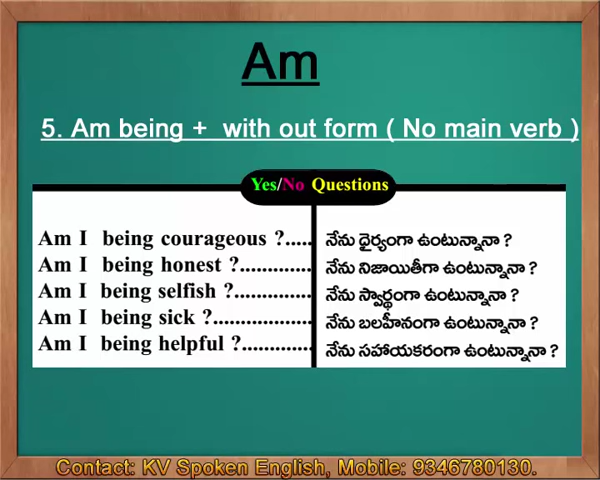 Am
5. Am being + with out form ( No main verb )
Yes/No Questions
Am I being courageous ?..... నేను ధైర్యంగా ఉంటున్నానా ?
Am I being honest ?.............. నేను నిజాయితీగా ఉంటున్నానా ?
Am I being selfish ?.............. నేను స్వార్థంగా ఉంటున్నానా ?
Am I being sick ?................... నేను బలహీనంగా ఉంటున్నానా ?
Am I being helpful ?............. నేను సహాయకరంగా ఉంటున్నానా ?
Contact: KV Spoken English, Mobile: 9346780130.